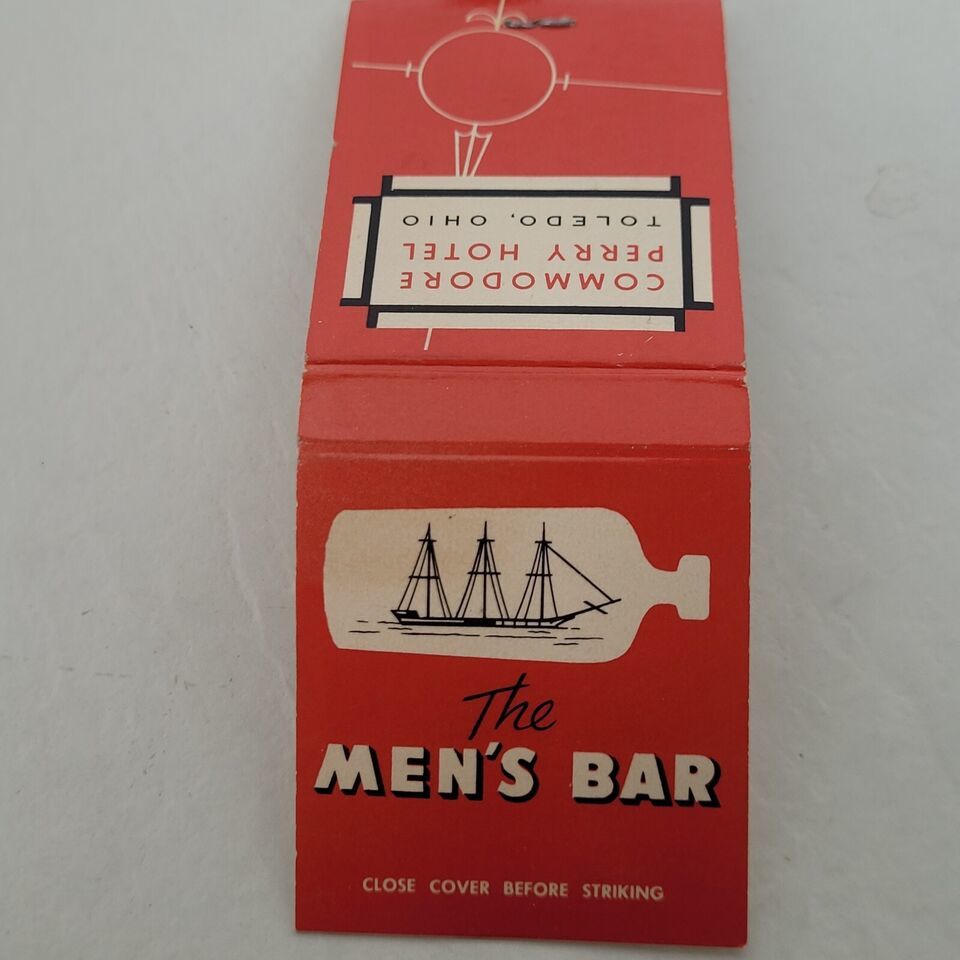 COMMODORE
PERRY HOTEL
TOLEDO, OHIO
The
MEN'S BAR
CLOSE COVER BEFORE STRIKING